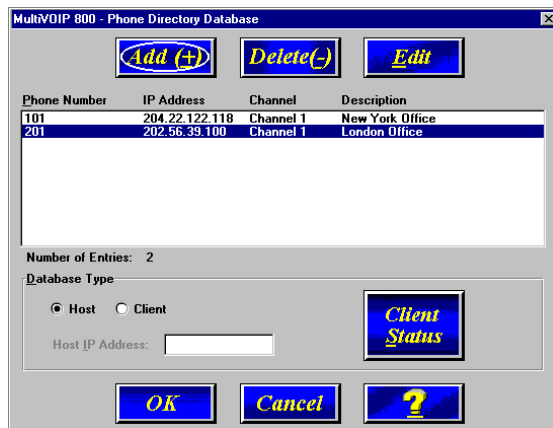 MultiVOIP 800 - Phone Directory Database
Add (+) Delete(-) Edit
Phone Number IP Address Channel Description
101 204.22.122.118 Channel 1 New York Office
201 202.56.39.100 Channel 1 London Office
Number of Entries: 2
Database Type
Host Client
Host IP Address:
Client
Status
OK Cancel ?